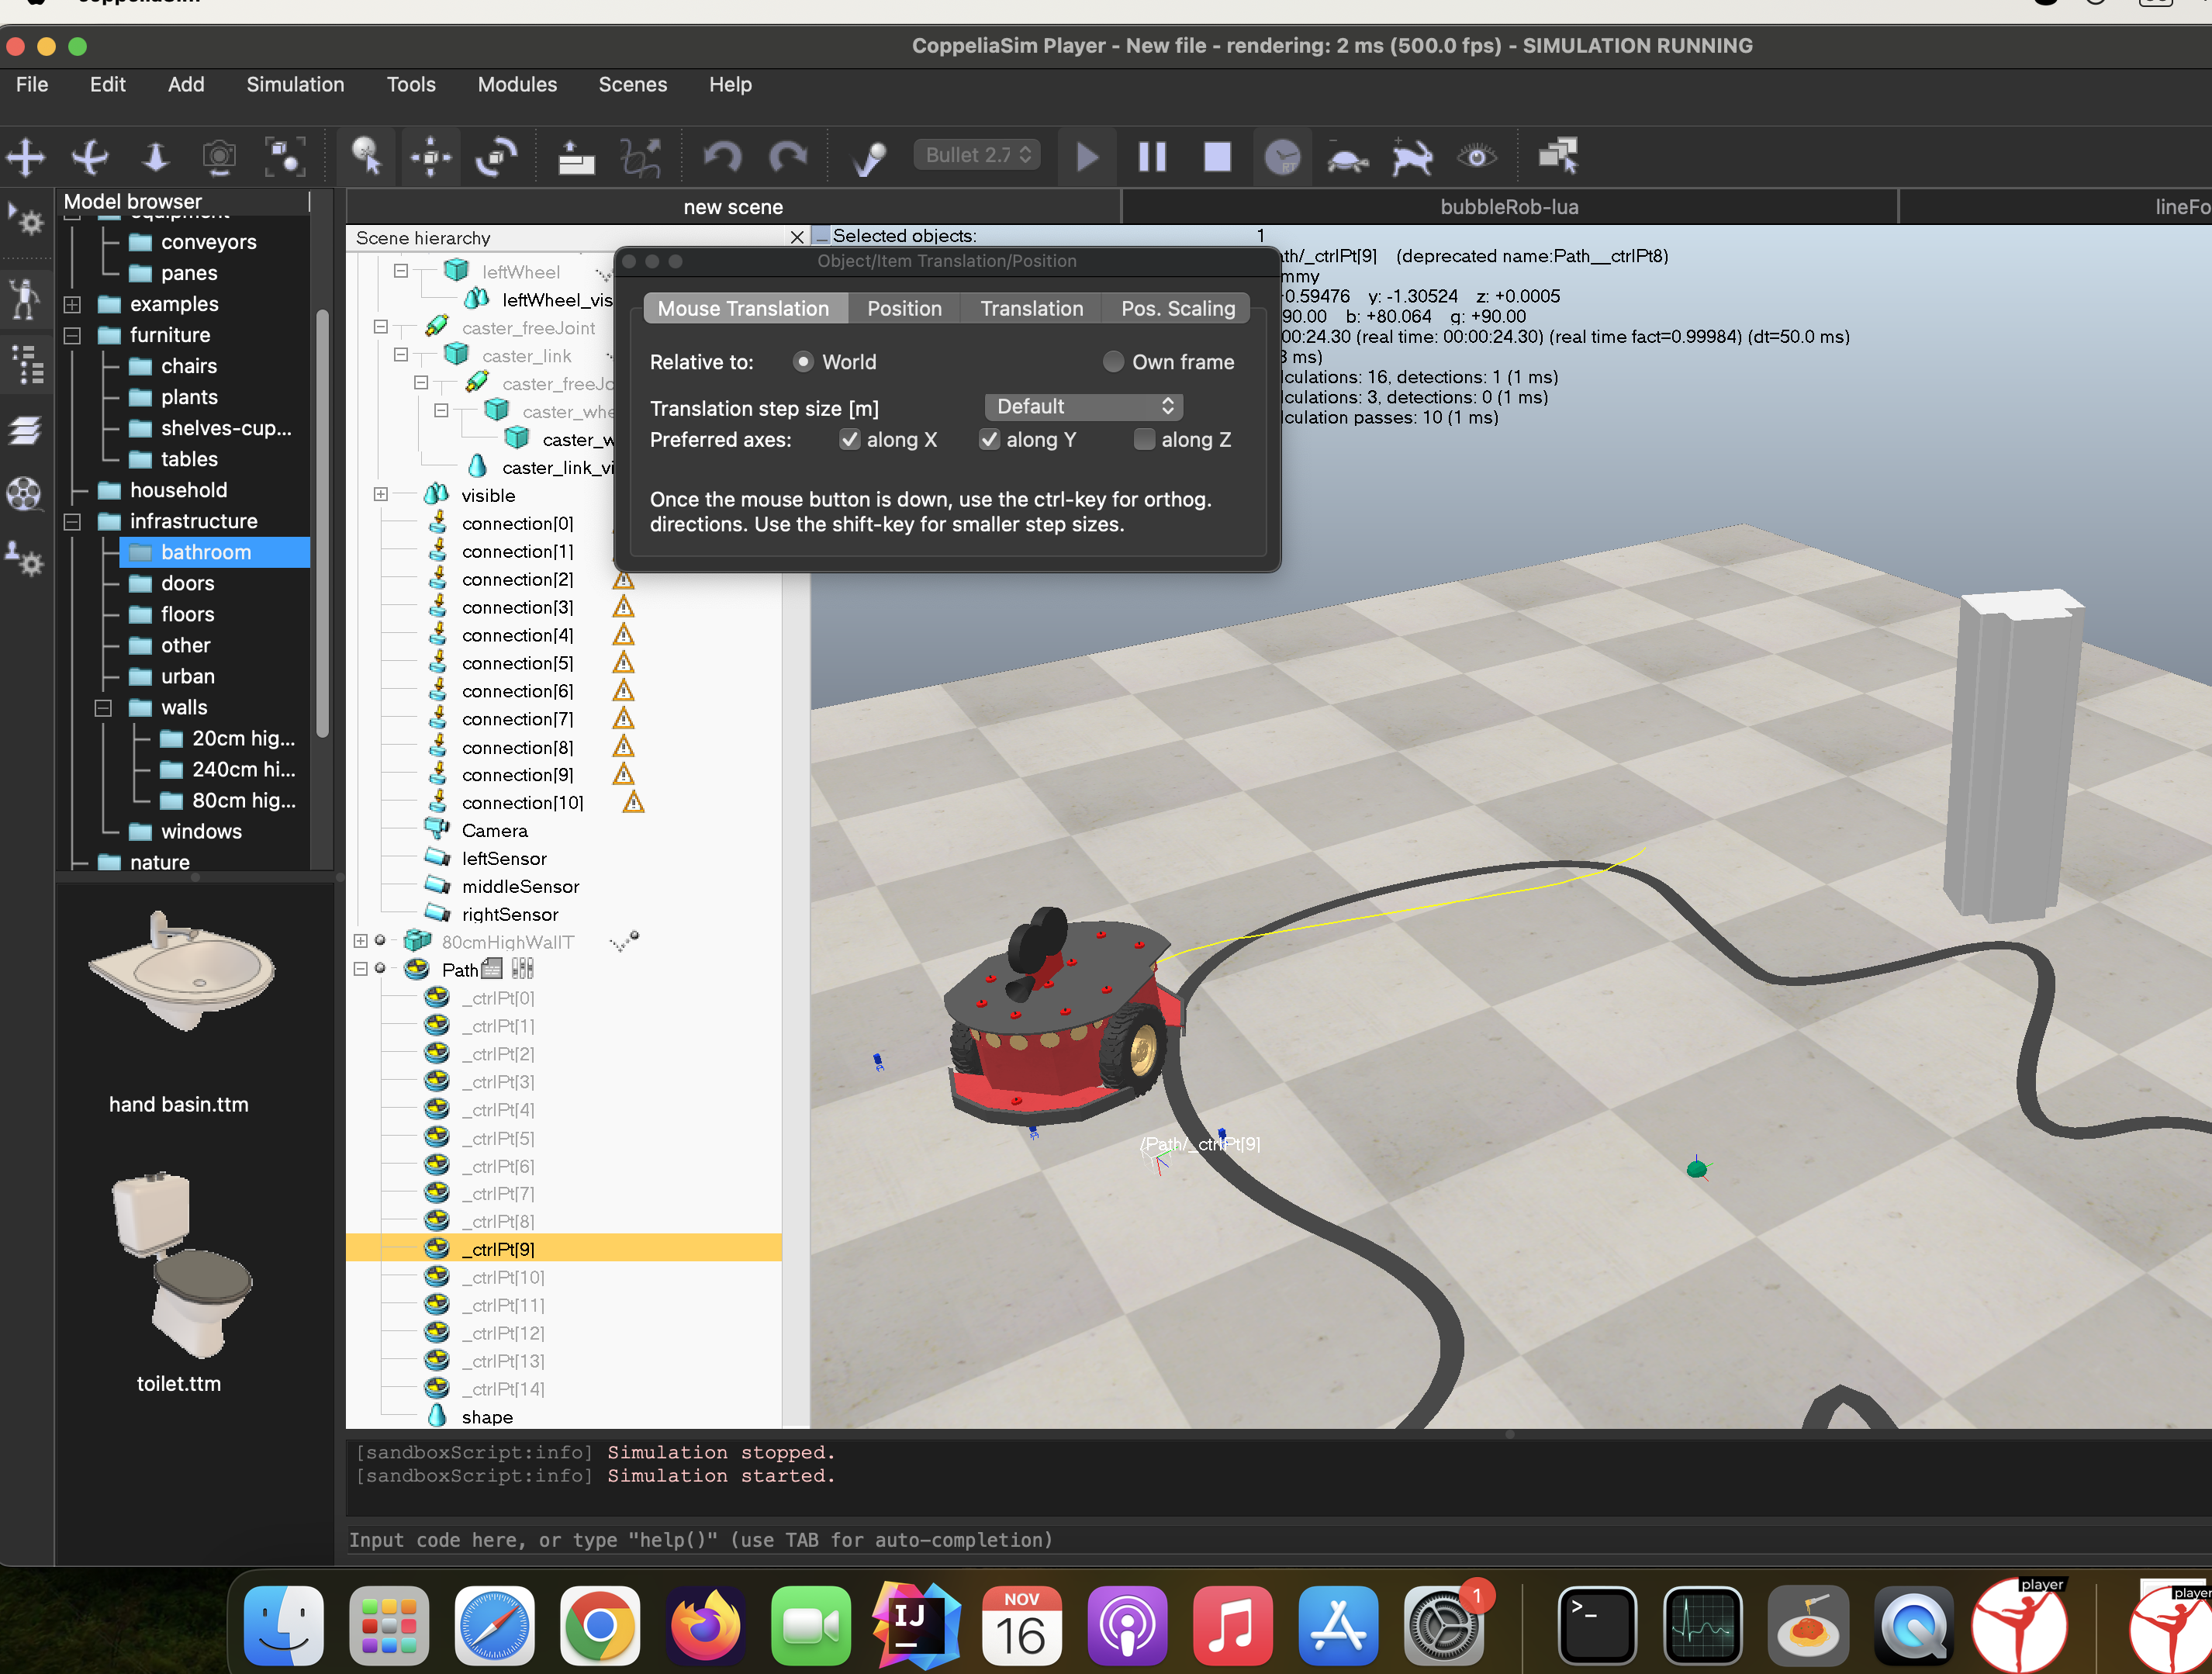 CoppeliaSim Player - New file - rendering: 2 ms (500.0 fps) - SIMULATION RUNNING
File Edit Add Simulation Tools Modules Scenes Help
Bullet 2.7
Model browser
equipment
conveyors
panes
examples
furniture
chairs
plants
shelves-cup...
tables
household
infrastructure
bathroom
doors
floors
other
urban
walls
20cm hig...
240cm hi...
80cm hig...
windows
nature
hand basin.ttm
toilet.ttm
new scene
bubbleRob-lua
lineFo
Scene hierarchy
leftWheel
leftWheel_vis
caster_freeJoint
caster_link
caster_freeJo
caster_whe
caster_w
caster_link_vi
visible
connection[0]
connection[1]
connection[2]
connection[3]
connection[4]
connection[5]
connection[6]
connection[7]
connection[8]
connection[9]
connection[10]
Camera
leftSensor
middleSensor
rightSensor
80cmHighWallT
Path
_ctrlPt[0]
_ctrlPt[1]
_ctrlPt[2]
_ctrlPt[3]
_ctrlPt[4]
_ctrlPt[5]
_ctrlPt[6]
_ctrlPt[7]
_ctrlPt[8]
_ctrlPt[9]
_ctrlPt[10]
_ctrlPt[11]
_ctrlPt[12]
_ctrlPt[13]
_ctrlPt[14]
shape
Selected objects: 1
ath/_ctrlPt[9] (deprecated name:Path__ctrlPt8)
mmy
0.59476 y: -1.30524 z: +0.0005
90.00 b: +80.064 g: +90.00
00:24.30 (real time: 00:00:24.30) (real time fact=0.99984) (dt=50.0 ms)
ms)
lculations: 16, detections: 1 (1 ms)
lculations: 3, detections: 0 (1 ms)
lculation passes: 10 (1 ms)
Object/Item Translation/Position
Mouse Translation Position Translation Pos. Scaling
Relative to: World Own frame
Translation step size [m] Default
Preferred axes: along X along Y along Z
Once the mouse button is down, use the ctrl-key for orthog.
directions. Use the shift-key for smaller step sizes.
/Path/_ctrlPt[9]
[sandboxScript:info] Simulation stopped.
[sandboxScript:info] Simulation started.
Input code here, or type "help()" (use TAB for auto-completion)
IJ
NOV
16
1
>_
player
player